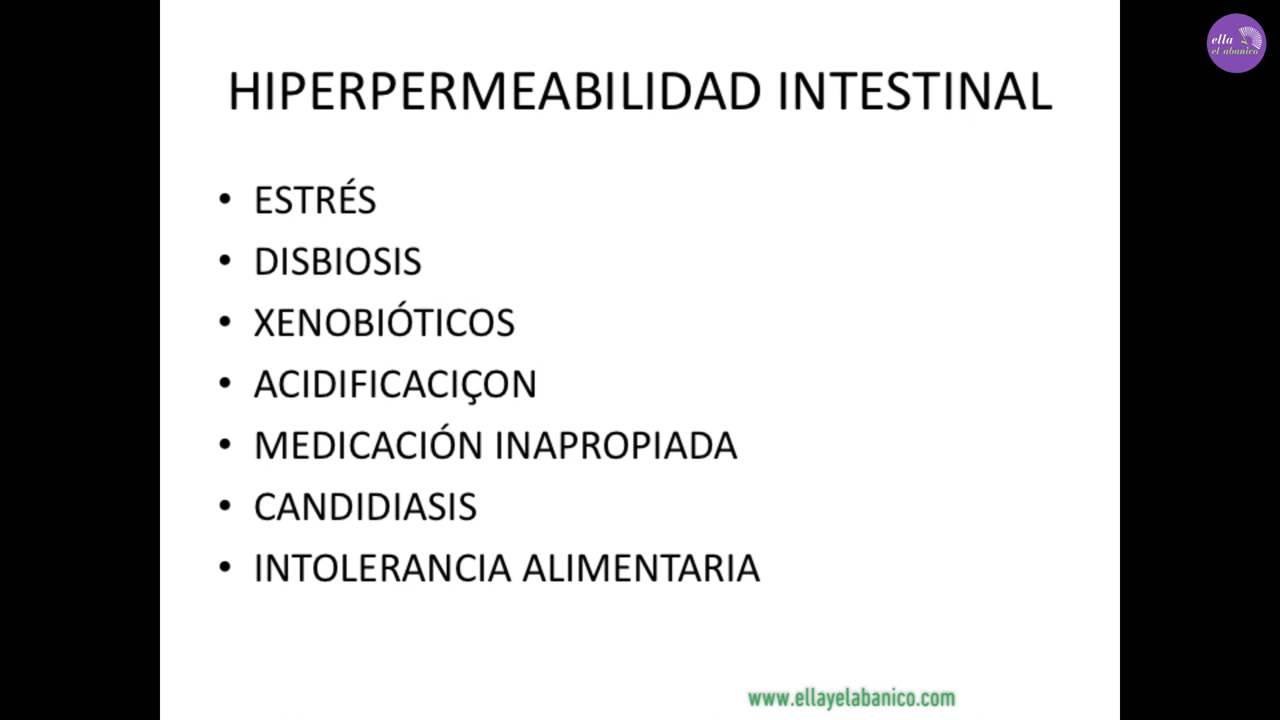 ella
el abanico
HIPERPERMEABILIDAD INTESTINAL
• ESTRÉS
• DISBIOSIS
• XENOBIÓTICOS
• ACIDIFICACIÇON
• MEDICACIÓN INAPROPIADA
• CANDIDIASIS
• INTOLERANCIA ALIMENTARIA
www.ellayelabanico.com